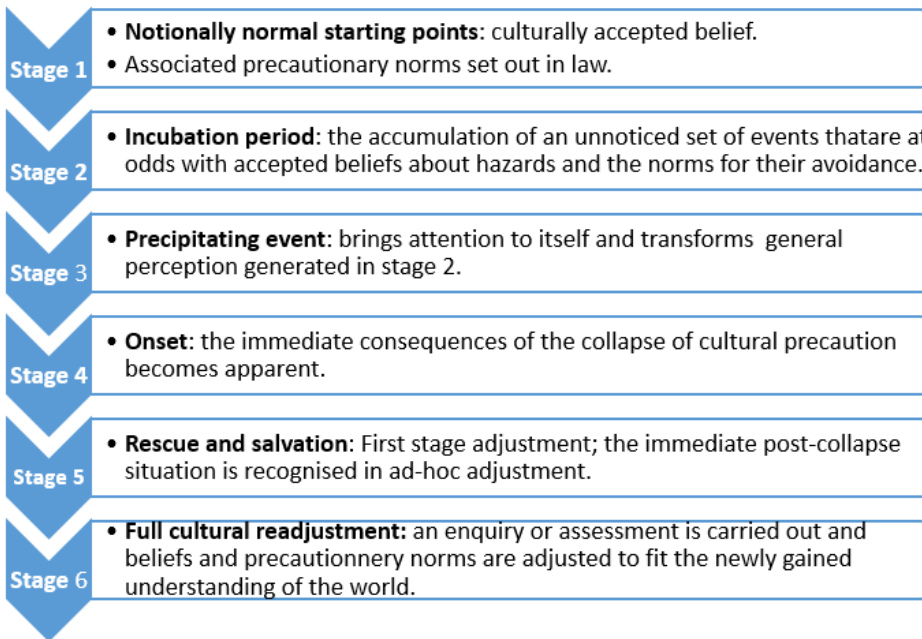 Stage 1
• Notionally normal starting points: culturally accepted belief.
• Associated precautionary norms set out in law.
Stage 2
• Incubation period: the accumulation of an unnoticed set of events thatare at
odds with accepted beliefs about hazards and the norms for their avoidance.
Stage 3
• Precipitating event: brings attention to itself and transforms general
perception generated in stage 2.
Stage 4
• Onset: the immediate consequences of the collapse of cultural precaution
becomes apparent.
Stage 5
• Rescue and salvation: First stage adjustment; the immediate post-collapse
situation is recognised in ad-hoc adjustment.
Stage 6
• Full cultural readjustment: an enquiry or assessment is carried out and
beliefs and precautionnery norms are adjusted to fit the newly gained
understanding of the world.